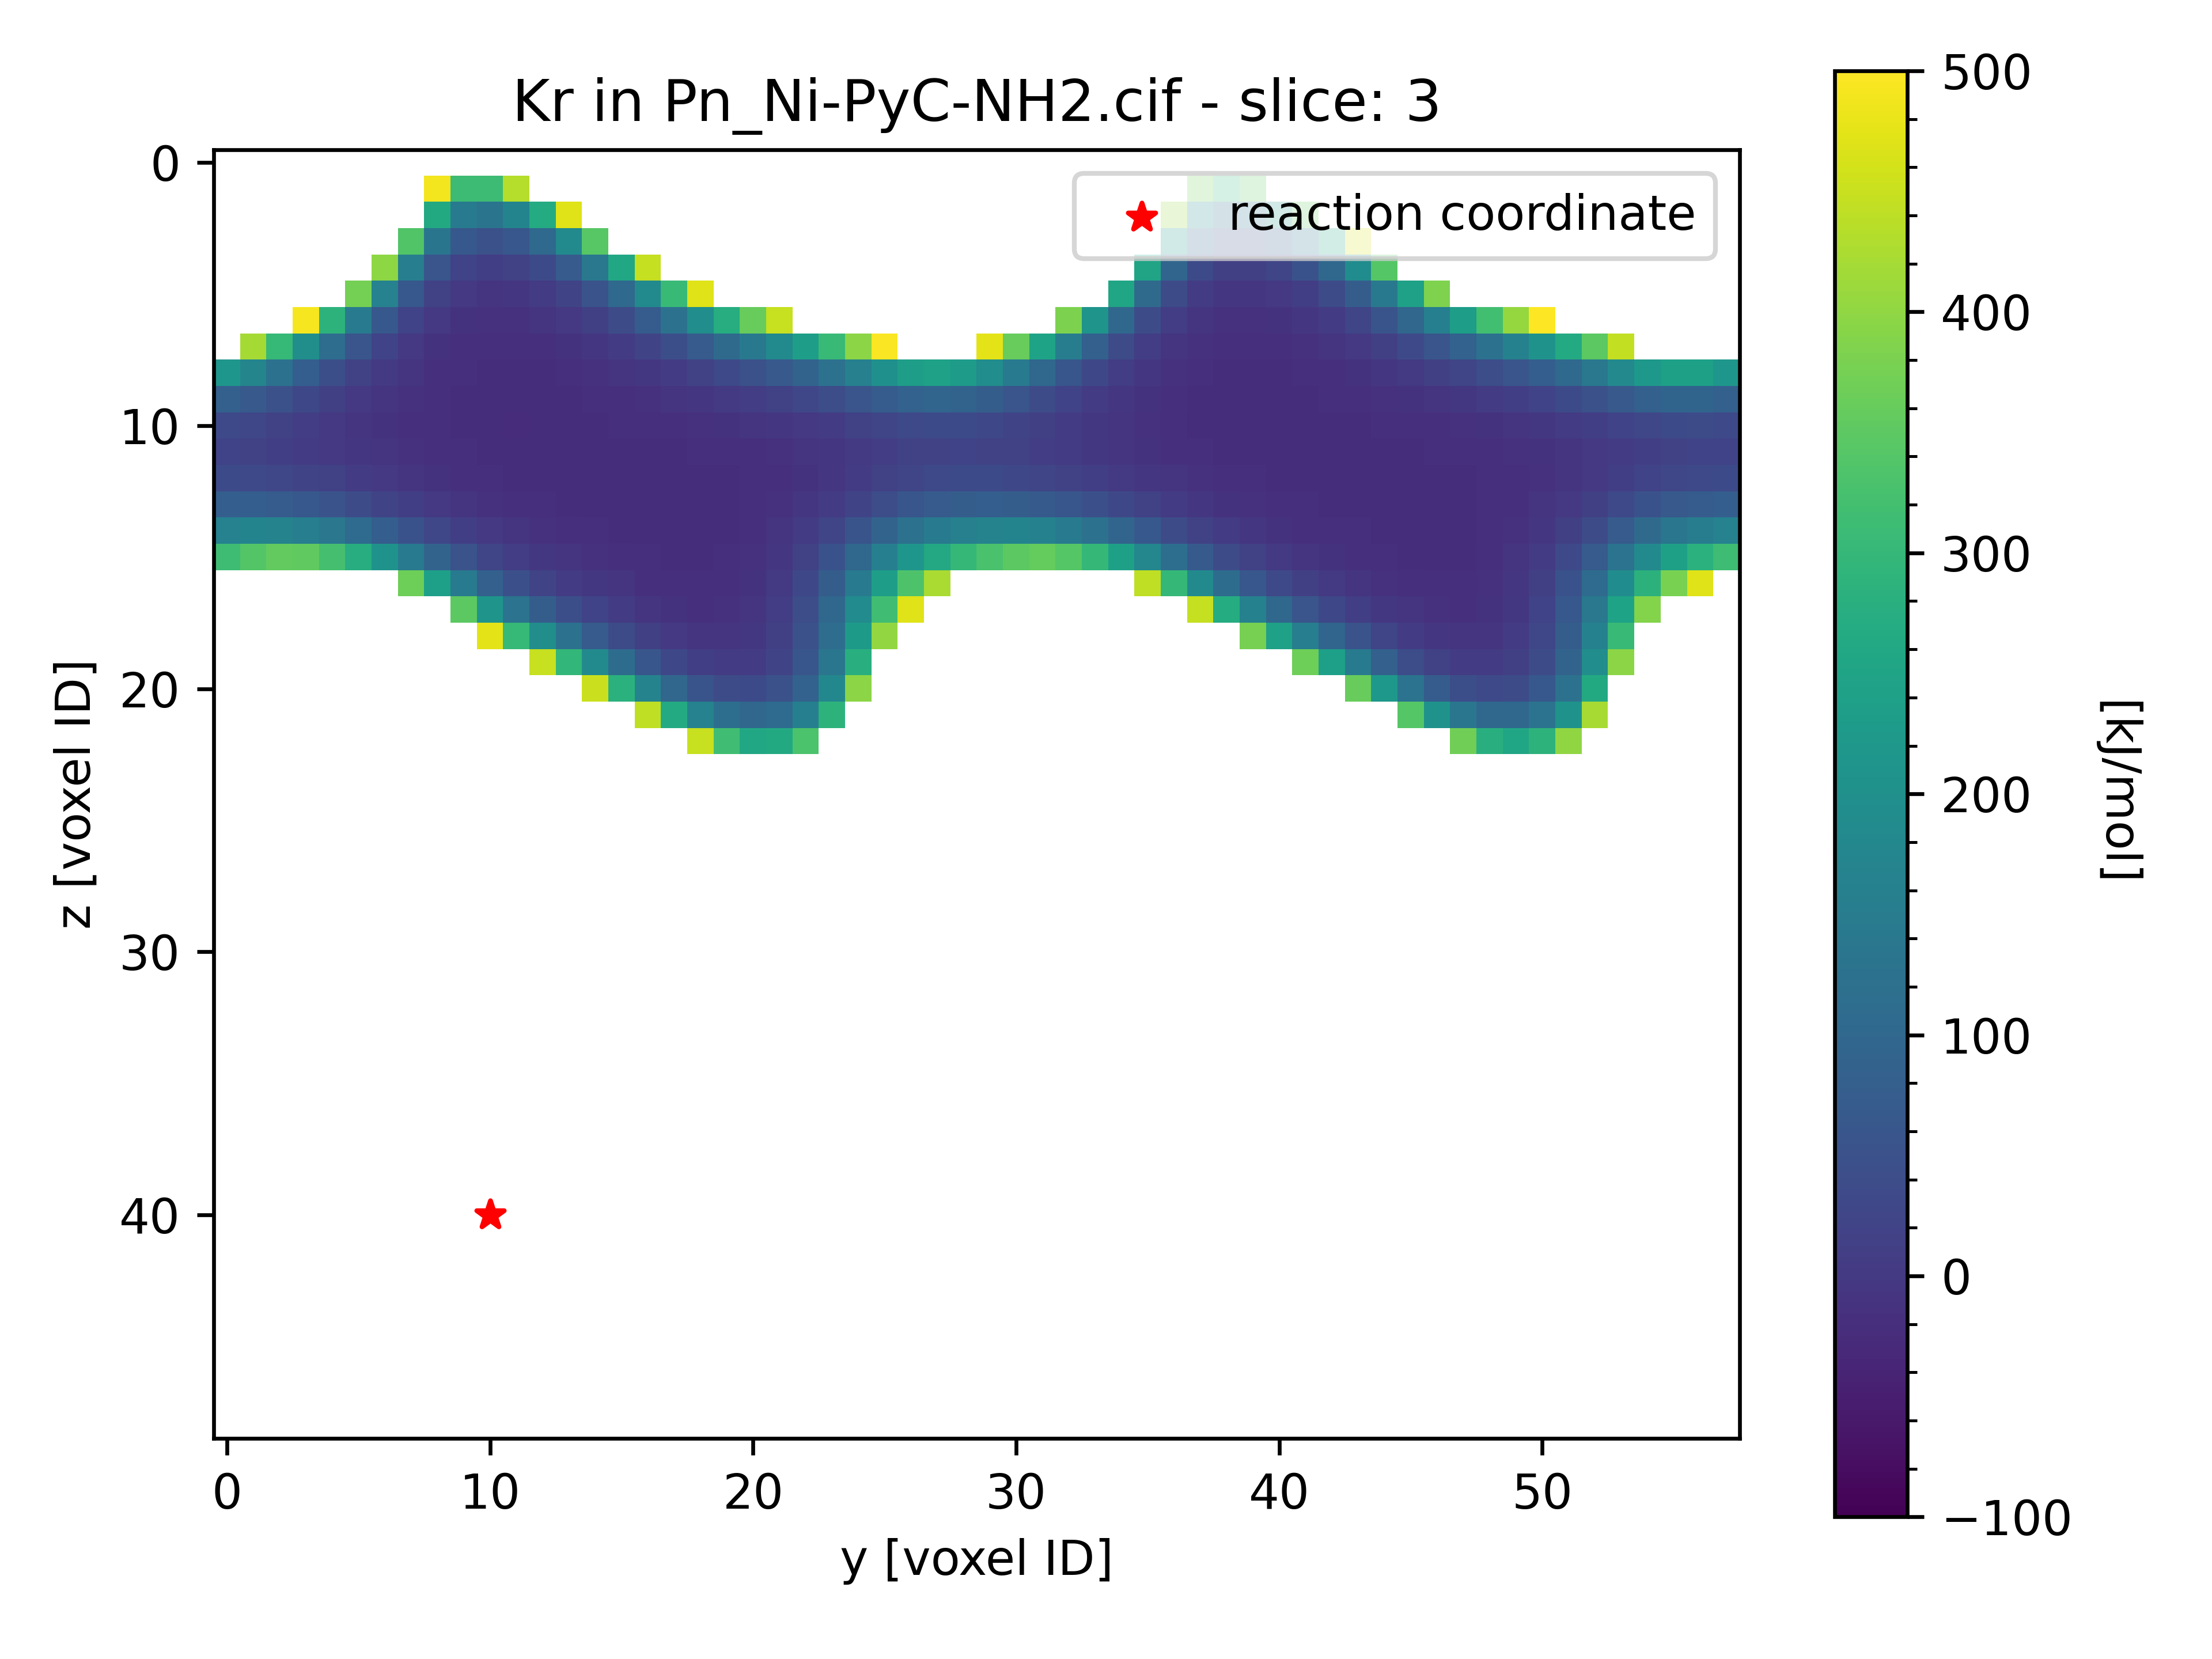 Kr in Pn_Ni-PyC-NH2.cif - slice: 3
reaction coordinate
0
10
20
30
40
z [voxel ID]
0 10 20 30 40 50
y [voxel ID]
500
400
300
200
100
0
−100
[kJ/mol]